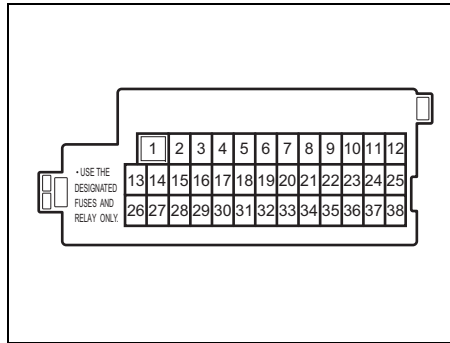 1 2 3 4 5 6 7 8 9 10 11 12
• USE THE
DESIGNATED
FUSES AND
RELAY ONLY.
13 14 15 16 17 18 19 20 21 22 23 24 25
26 27 28 29 30 31 32 33 34 35 36 37 38